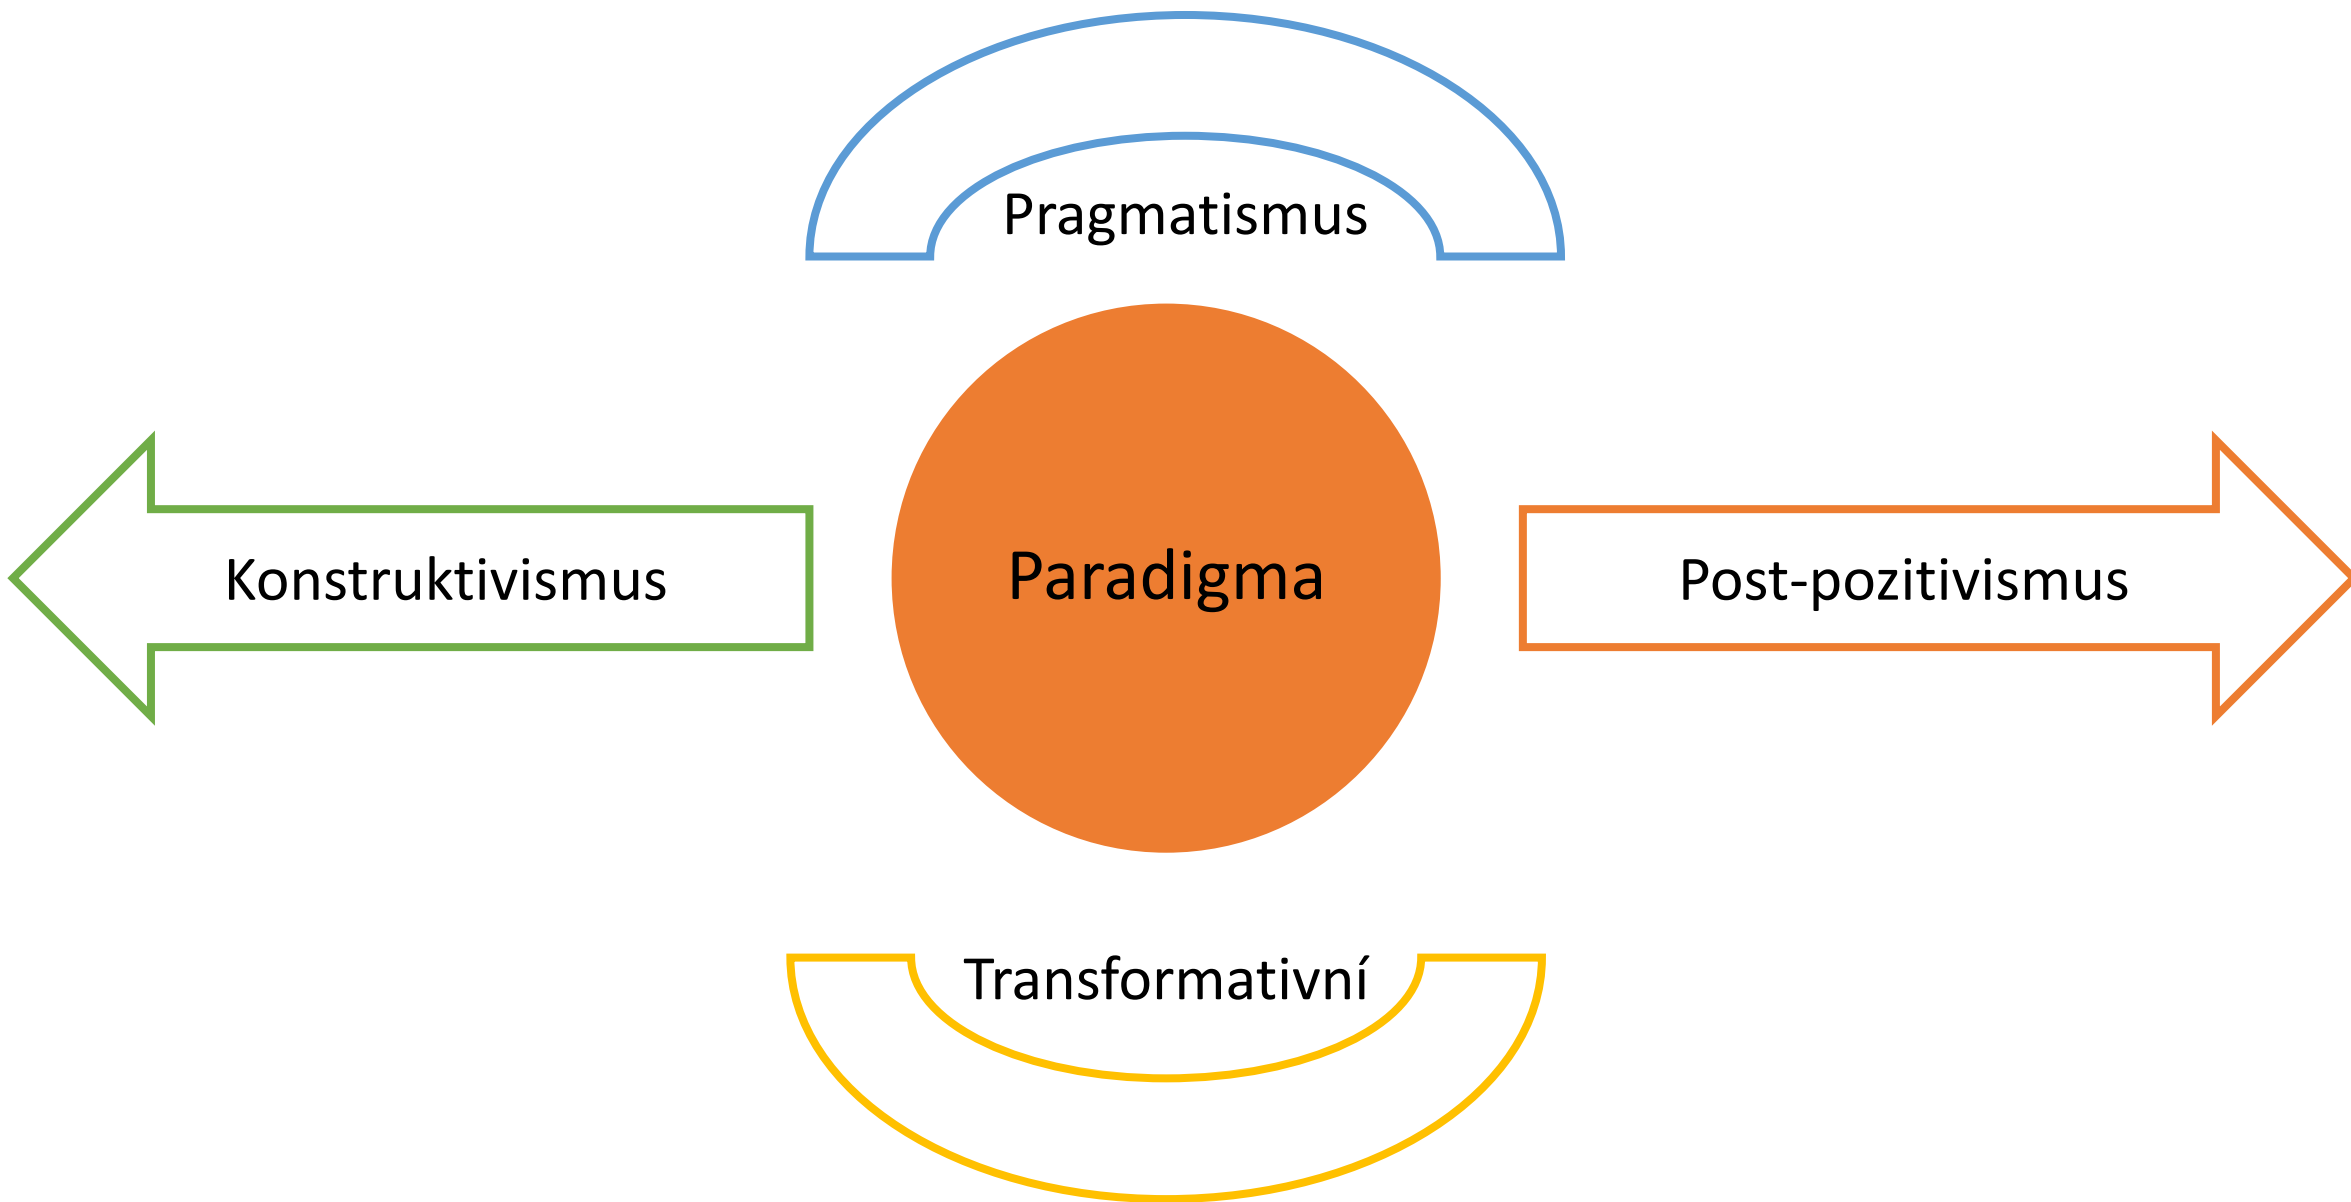 Pragmatismus
Konstruktivismus
Paradigma
Post-pozitivismus
Transformativní